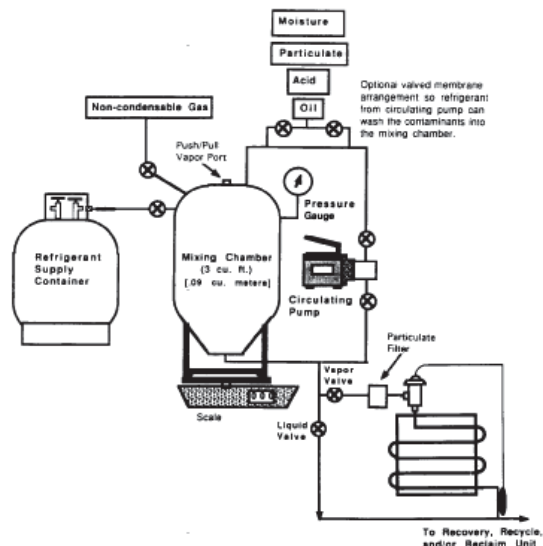 Moisture
Particulate
Acid
Oil
Optional valved membrane
arrangement so refrigerant
from circulating pump can
wash the contaminants into
the mixing chamber.
Non-condensable Gas
Push/Pull
Vapor Port
Pressure
Gauge
Refrigerant
Supply
Container
Mixing Chamber
(3 cu. ft.)
[.09 cu. metere]
Circulating
Pump
Particulate
Filter
Vapor
Valve
Scale
Liquid
Valve
To Recovery, Recycle,
and/or Reclaim Unit